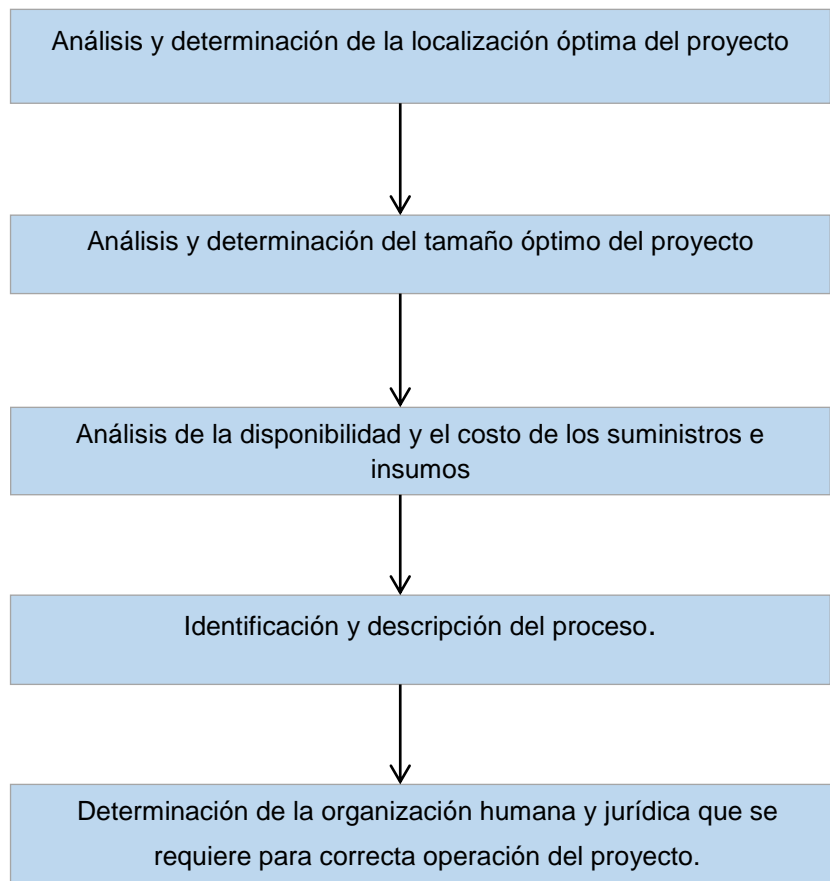 Análisis y determinación de la localización óptima del proyecto
Análisis y determinación del tamaño óptimo del proyecto
Análisis de la disponibilidad y el costo de los suministros e
insumos
Identificación y descripción del proceso.
Determinación de la organización humana y jurídica que se
requiere para correcta operación del proyecto.